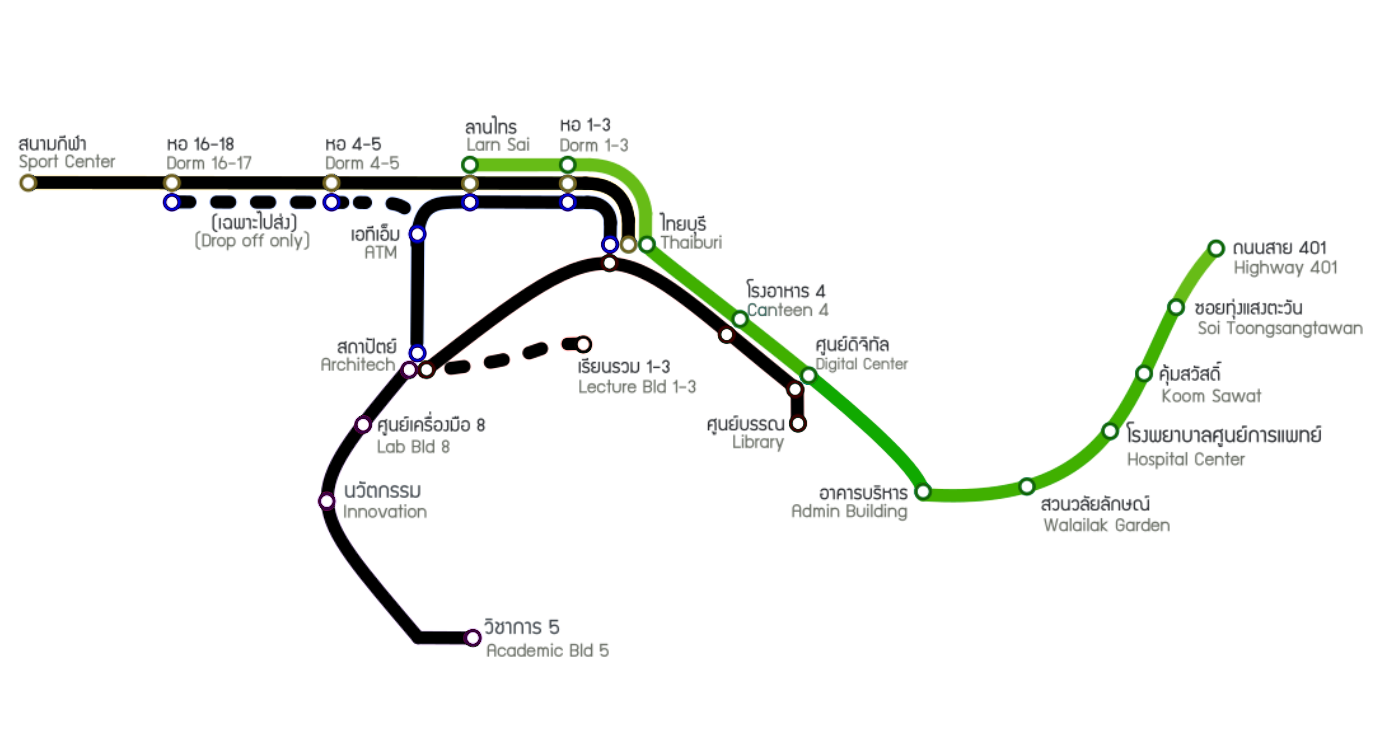 สนามกีฬา
Sport Center
หอ 16-18
Dorm 16-17
หอ 4-5
Dorm 4-5
ลานไทร
Larn Sai
หอ 1-3
Dorm 1-3
(เฉพาะไปส่ง)
(Drop off only)
เอทีเอ็ม
ATM
ไทยบุรี
Thaiburi
โรงอาหาร 4
Canteen 4
ศูนย์ดิจิทัล
Digital Center
สถาปัตย์
Architech
เรียนรวม 1-3
Lecture Bld 1-3
ศูนย์เครื่องมือ 8
Lab Bld 8
ศูนย์บรรณ
Library
นวัตกรรม
Innovation
วิชาการ 5
Academic Bld 5
อาคารบริหาร
Admin Building
สวนวลัยลักษณ์
Walailak Garden
โรงพยาบาลศูนย์การแพทย์
Hospital Center
คุ้มสวัสดิ์
Koom Sawat
ซอยทุ่งแสงตะวัน
Soi Toongsangtawan
ถนนสาย 401
Highway 401